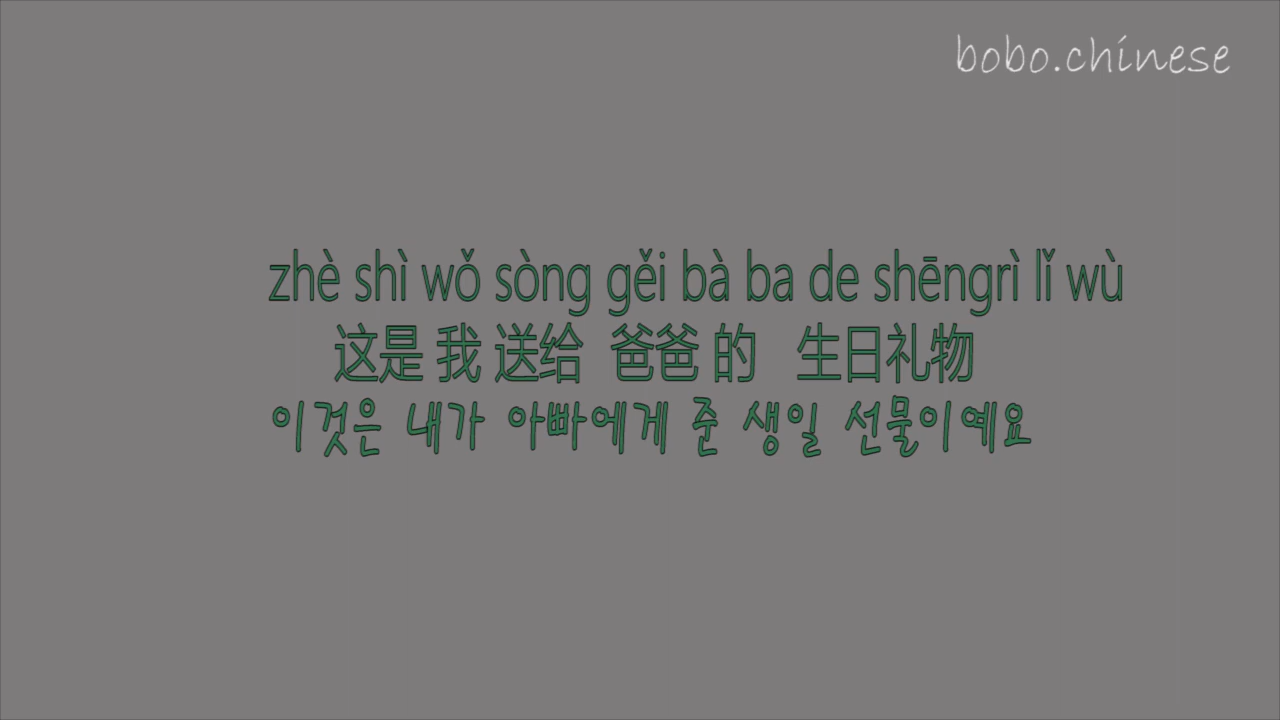 bobo.chinese
zhè shì wǒ sòng gěi bà ba de shēngrì lǐ wù
这是 我 送给 爸爸 的 生日礼物
이것은 내가 아빠에게 준 생일 선물이예요